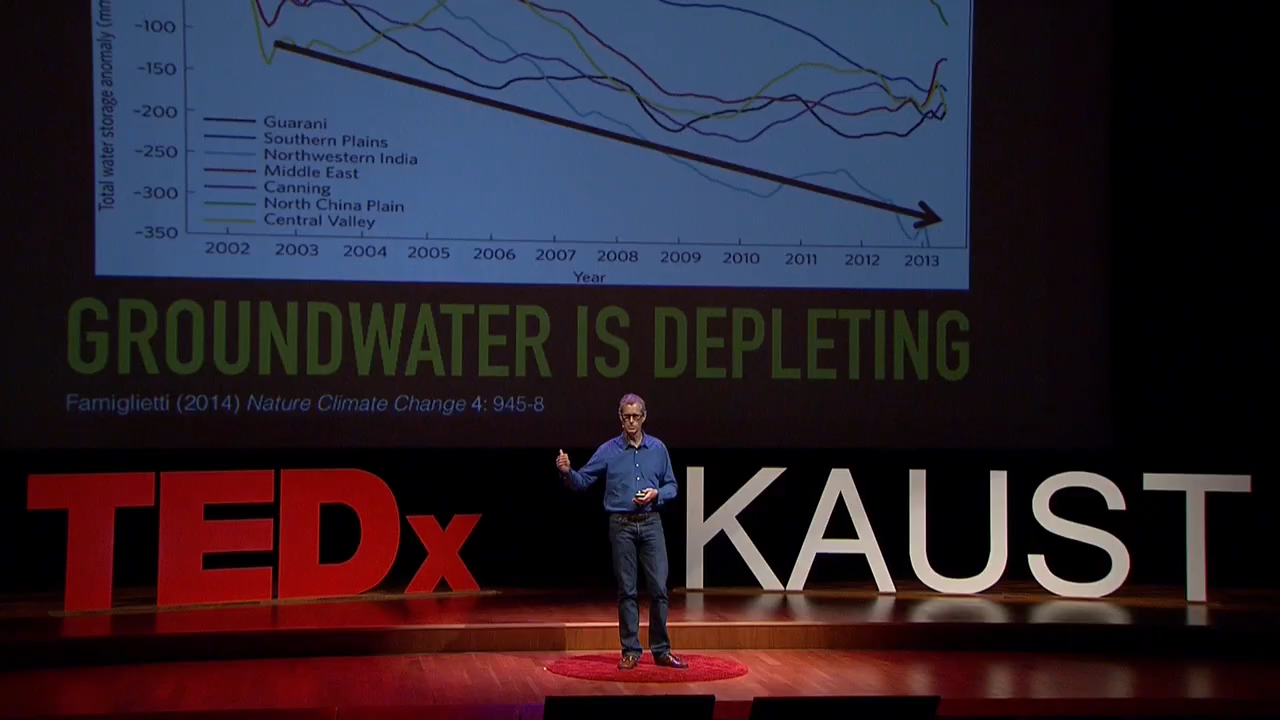 Total water storage anomaly (mm
-100
-150
-200
-250
-300
-350
Guarani
Southern Plains
Northwestern India
Middle East
Canning
North China Plain
Central Valley
2002 2003 2004 2005 2006 2007 2008 2009 2010 2011 2012 2013
Year
GROUNDWATER IS DEPLETING
Famiglietti (2014) Nature Climate Change 4: 945-8
TEDx KAUST